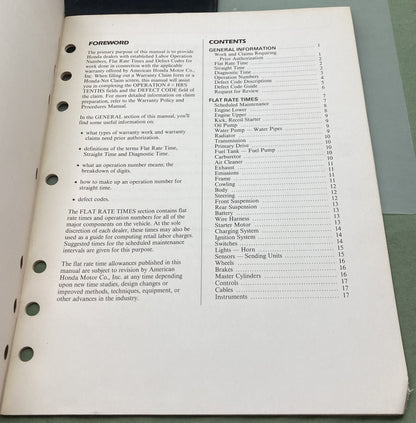 FOREWORD
The primary purpose of this manual is to provide
Honda dealers with established Labor Operation
Numbers, Flat Rate Times and Defect Codes for
work done in connection with the applicable
warranty offered by American Honda Motor Co.,
Inc. When filling out a Warranty Claim form or a
Honda-Net Claim screen, this manual will assist
you in completing the OPERATION # - HRS
TENTHS fields and the DEFECT CODE field of
the claim. For more detailed information on claim
preparation, refer to the Warranty Policy and
Procedures Manual.
In the GENERAL section of this manual, you'll
find some useful information on:
• what types of warranty work and warranty
claims need prior authorization.
• definitions of the terms Flat Rate Time,
Straight Time and Diagnostic Time.
• what an operation number means; the
breakdown of digits.
• how to make up an operation number for
straight time.
• defect codes.
The FLAT RATE TIMES section contains flat
rate times and operation numbers for all of the
major components on the vehicle. At the sole
discretion of each dealer, these times may also be
used as a guide for computing retail labor charges.
Suggested times for the scheduled maintenance
intervals are given for this purpose.
The flat rate time allowances published in this
manual are subject to revision by American
Honda Motor Co., Inc. at any time depending
upon new time studies, design changes or
improved methods, techniques, equipment, or
other advances in the industry.
CONTENTS
GENERAL INFORMATION 1
Work and Claims Requiring
Prior Authorization
Flat Rate Time
Straight Time
Diagnostic Time
Operation Numbers
Defect Code Descriptions
Defect Code Guide
Request for Review
FLAT RATE TIMES
Scheduled Maintenance
Engine Lower
Engine Upper
Kick, Recoil Starter
Oil Pump
Water Pump — Water Pipes
Radiator
Transmission
Primary Drive
Fuel Tank — Fuel Pump
Carburetor
Air Cleaner
Exhaust
Emissions
Frame
Cowling
Body
Steering
Front Suspension
Rear Suspension
Battery
Wire Harness
Starter Motor
Charging System
Ignition System
Switches
Lights — Horn
Sensors — Sending Units
Wheels
Brakes
Master Cylinders
Controls
Cables 17
Instruments 17